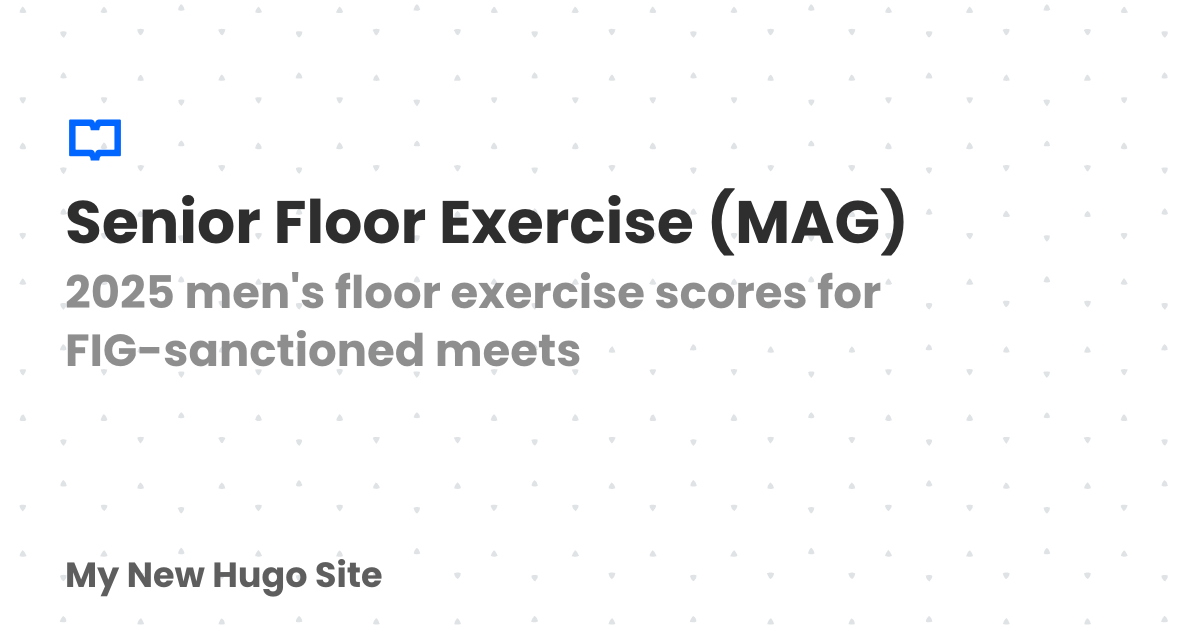 Senior Floor Exercise (MAG)
2025 men's floor exercise scores for
FIG-sanctioned meets
My New Hugo Site